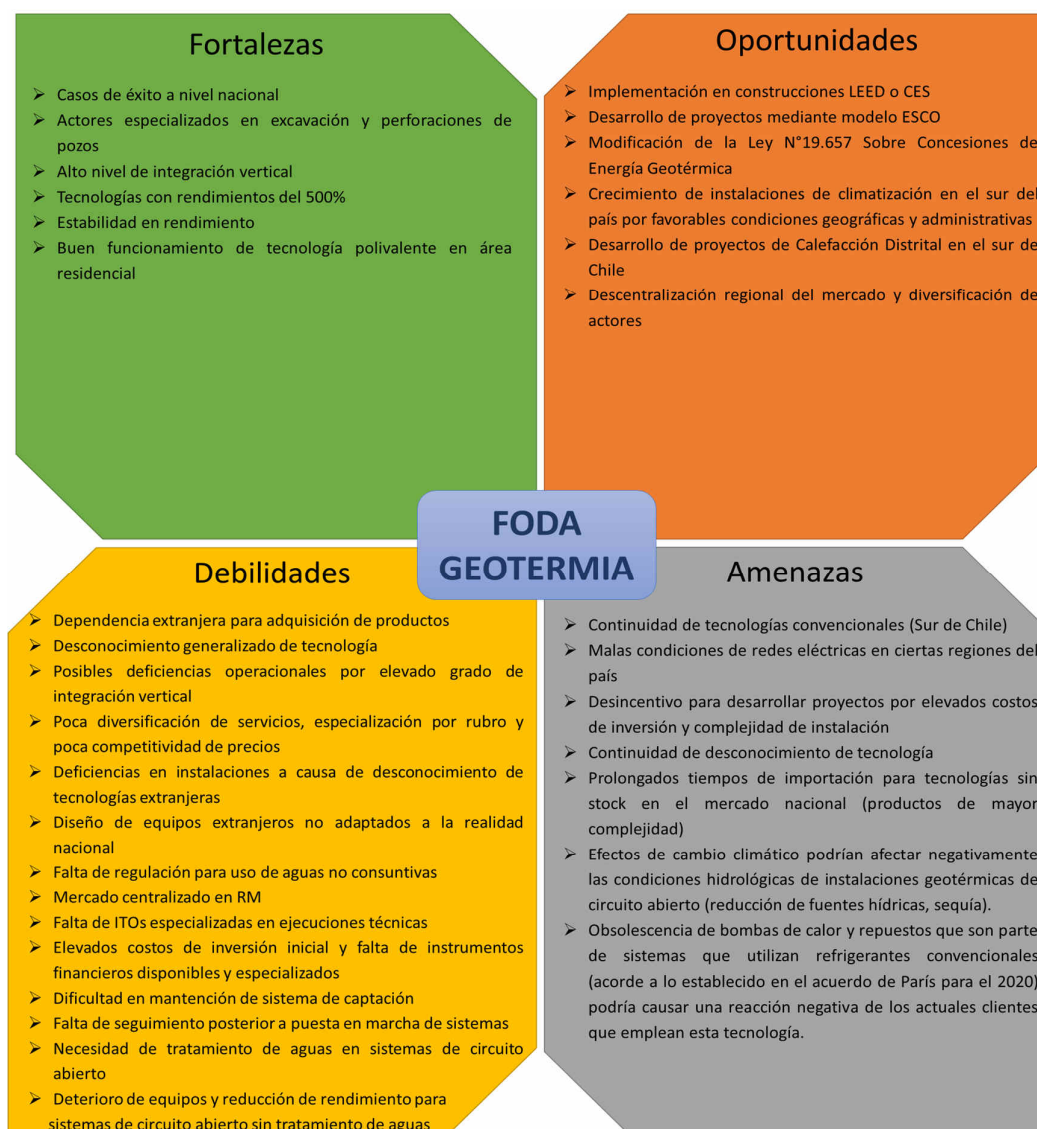 Fortalezas
➢ Casos de éxito a nivel nacional
➢ Actores especializados en excavación y perforaciones de
pozos
➢ Alto nivel de integración vertical
➢ Tecnologías con rendimientos del 500%
➢ Estabilidad en rendimiento
➢ Buen funcionamiento de tecnología polivalente en área
residencial
Oportunidades
➢ Implementación en construcciones LEED o CES
➢ Desarrollo de proyectos mediante modelo ESCO
➢ Modificación de la Ley N°19.657 Sobre Concesiones de
Energía Geotérmica
➢ Crecimiento de instalaciones de climatización en el sur del
país por favorables condiciones geográficas y administrativas
➢ Desarrollo de proyectos de Calefacción Distrital en el sur de
Chile
➢ Descentralización regional del mercado y diversificación de
actores
FODA
GEOTERMIA
Debilidades
➢ Dependencia extranjera para adquisición de productos
➢ Desconocimiento generalizado de tecnología
➢ Posibles deficiencias operacionales por elevado grado de
integración vertical
➢ Poca diversificación de servicios, especialización por rubro y
poca competitividad de precios
➢ Deficiencias en instalaciones a causa de desconocimiento de
tecnologías extranjeras
➢ Diseño de equipos extranjeros no adaptados a la realidad
nacional
➢ Falta de regulación para uso de aguas no consuntivas
➢ Mercado centralizado en RM
➢ Falta de ITOs especializadas en ejecuciones técnicas
➢ Elevados costos de inversión inicial y falta de instrumentos
financieros disponibles y especializados
➢ Dificultad en mantención de sistema de captación
➢ Falta de seguimiento posterior a puesta en marcha de sistemas
➢ Necesidad de tratamiento de aguas en sistemas de circuito
abierto
➢ Deterioro de equipos y reducción de rendimiento para
sistemas de circuito abierto sin tratamiento de aguas
Amenazas
➢ Continuidad de tecnologías convencionales (Sur de Chile)
➢ Malas condiciones de redes eléctricas en ciertas regiones del
país
➢ Desincentivo para desarrollar proyectos por elevados costos
de inversión y complejidad de instalación
➢ Continuidad de desconocimiento de tecnología
➢ Prolongados tiempos de importación para tecnologías sin
stock en el mercado nacional (productos de mayor
complejidad)
➢ Efectos de cambio climático podrían afectar negativamente
las condiciones hidrológicas de instalaciones geotérmicas de
circuito abierto (reducción de fuentes hídricas, sequía).
➢ Obsolescencia de bombas de calor y repuestos que son parte
de sistemas que utilizan refrigerantes convencionales
(acorde a lo establecido en el acuerdo de París para el 2020)
podría causar una reacción negativa de los actuales clientes
que emplean esta tecnología.